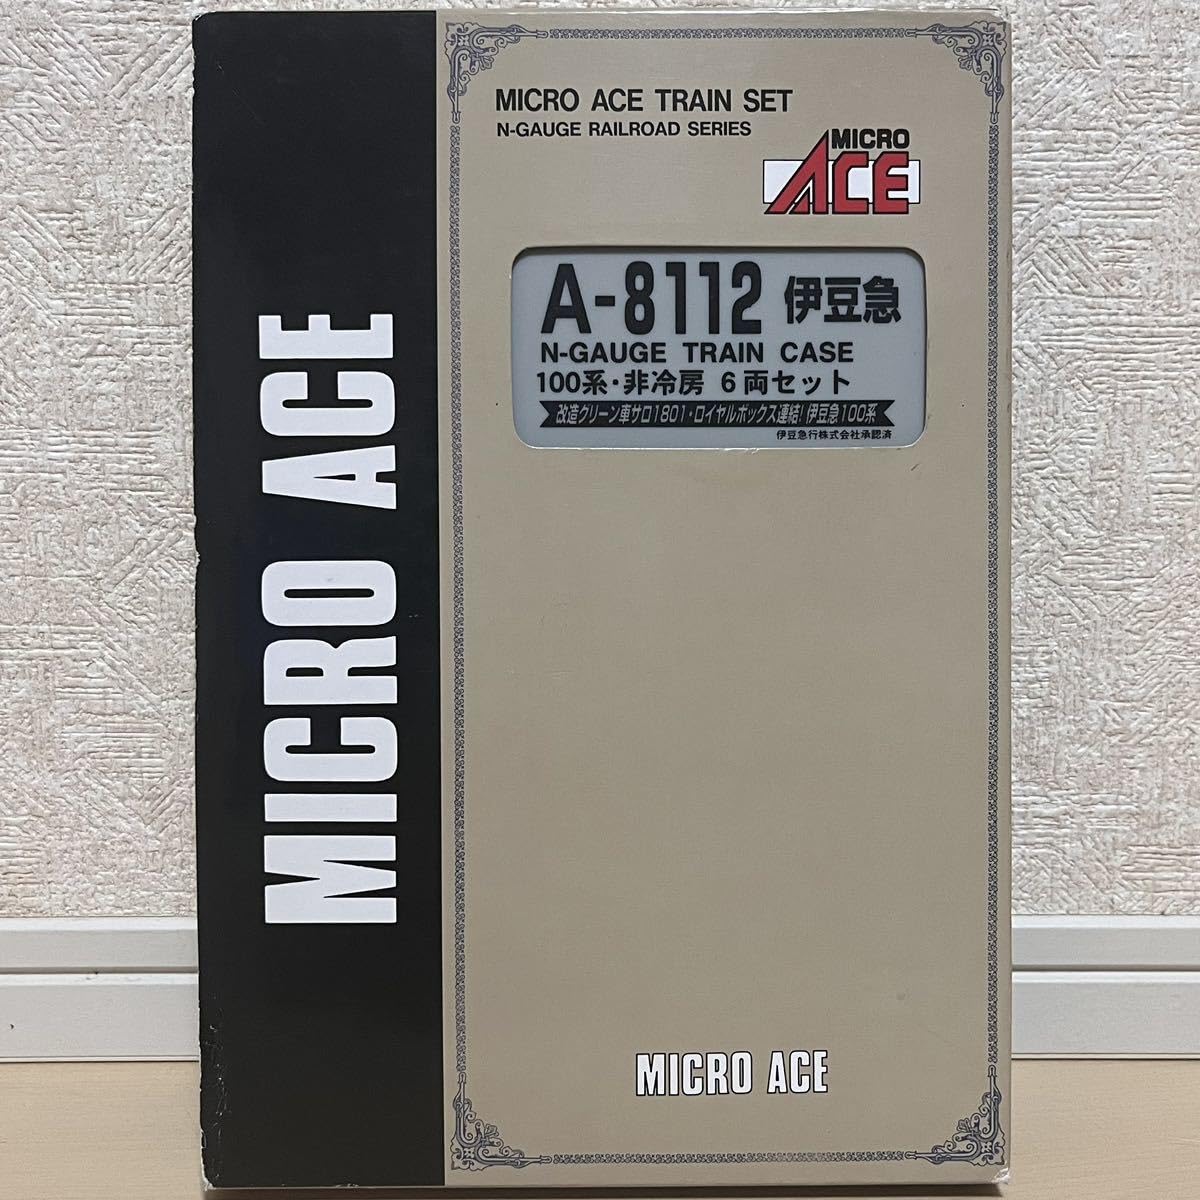 MICRO ACE
MICRO ACE TRAIN SET
N-GAUGE RAILROAD SERIES
MICRO
ACE
A-8112 伊豆急
N-GAUGE TRAIN CASE
100系・非冷房 6両セット
改造グリーン車サロ1801・ロイヤルボックス連結!伊豆急100系
伊豆急行株式会社承認済
MICRO ACE